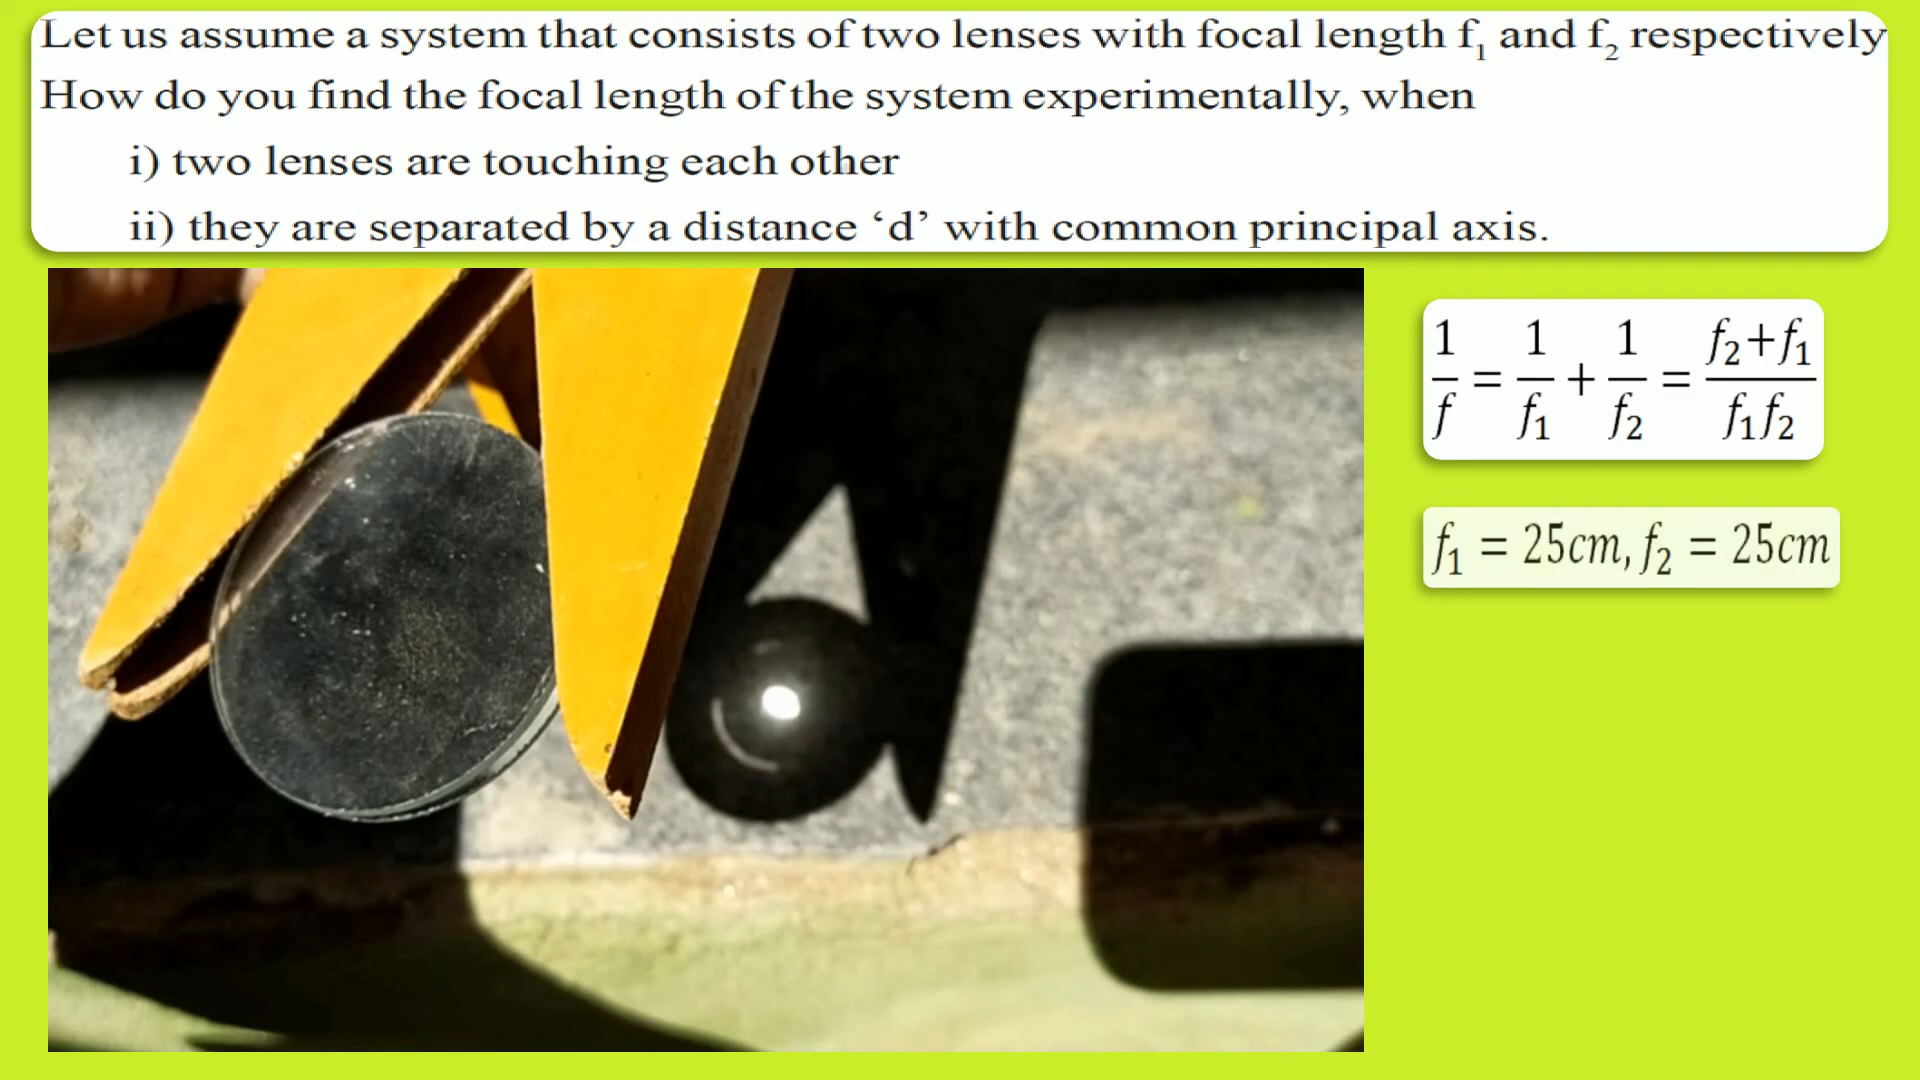 Let us assume a system that consists of two lenses with focal length f₁ and f₂ respectively
How do you find the focal length of the system experimentally, when
i) two lenses are touching each other
ii) they are separated by a distance ‘d’ with common principal axis.
1/f = 1/f₁ + 1/f₂ = f₂+f₁/f₁f₂
f₁ = 25cm, f₂ = 25cm